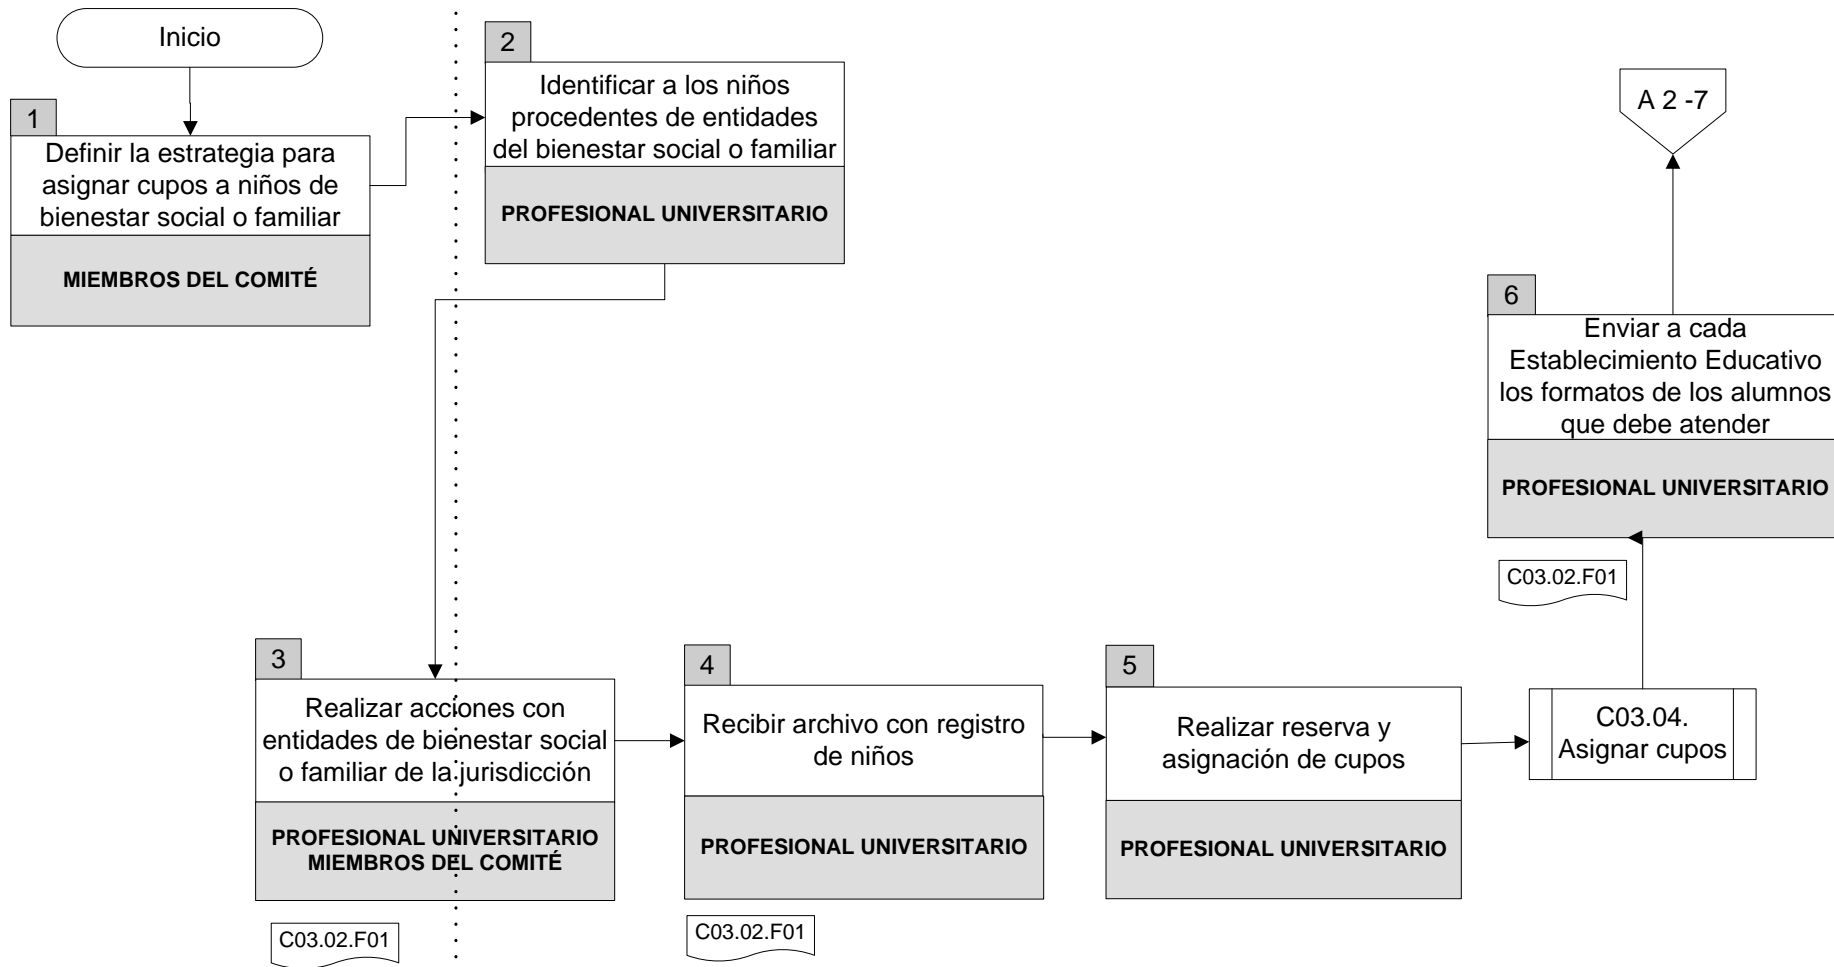 Inicio
1
Definir la estrategia para
asignar cupos a niños de
bienestar social o familiar
MIEMBROS DEL COMITÉ
2
Identificar a los niños
procedentes de entidades
del bienestar social o familiar
PROFESIONAL UNIVERSITARIO
3
Realizar acciones con
entidades de bienestar social
o familiar de la jurisdicción
PROFESIONAL UNIVERSITARIO
MIEMBROS DEL COMITÉ
C03.02.F01
4
Recibir archivo con registro
de niños
PROFESIONAL UNIVERSITARIO
C03.02.F01
5
Realizar reserva y
asignación de cupos
PROFESIONAL UNIVERSITARIO
C03.04.
Asignar cupos
6
Enviar a cada
Establecimiento Educativo
los formatos de los alumnos
que debe atender
PROFESIONAL UNIVERSITARIO
C03.02.F01
A 2 -7